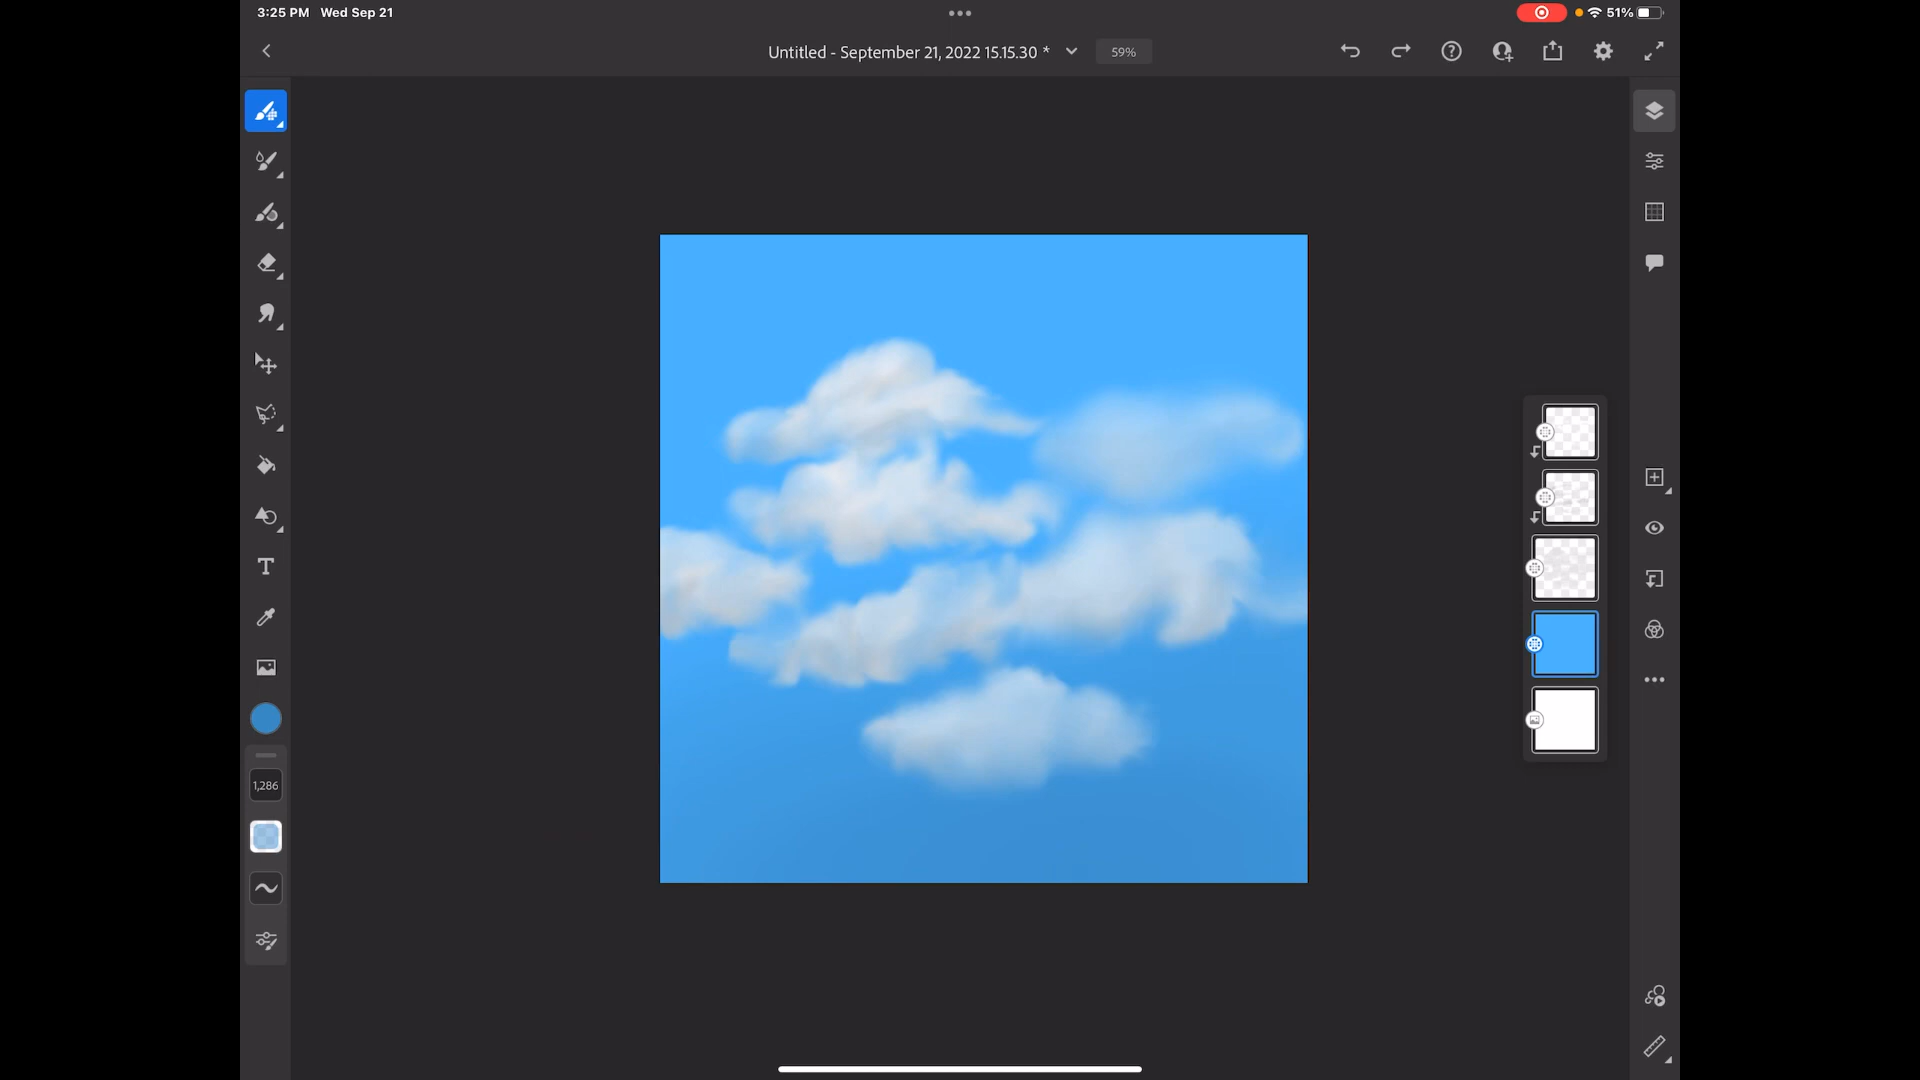 3:25 PM Wed Sep 21
51%
Untitled - September 21, 2022 15.15.30 *
59%
T
1,286